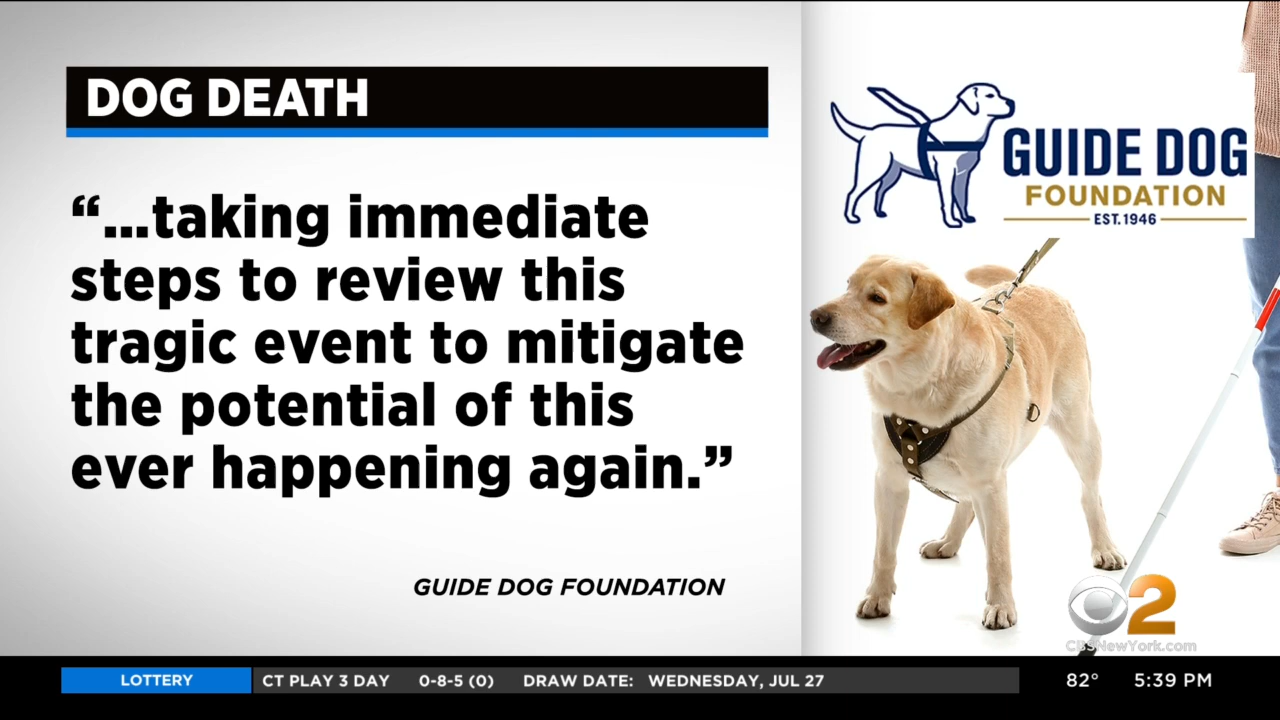 DOG DEATH
“...taking immediate
steps to review this
tragic event to mitigate
the potential of this
ever happening again.”
GUIDE DOG FOUNDATION
GUIDE DOG
FOUNDATION
EST.1946
2
CBSNewYork.com
LOTTERY
CT PLAY 3 DAY 0-8-5 (0) DRAW DATE: WEDNESDAY, JUL 27
82° 5:39 PM